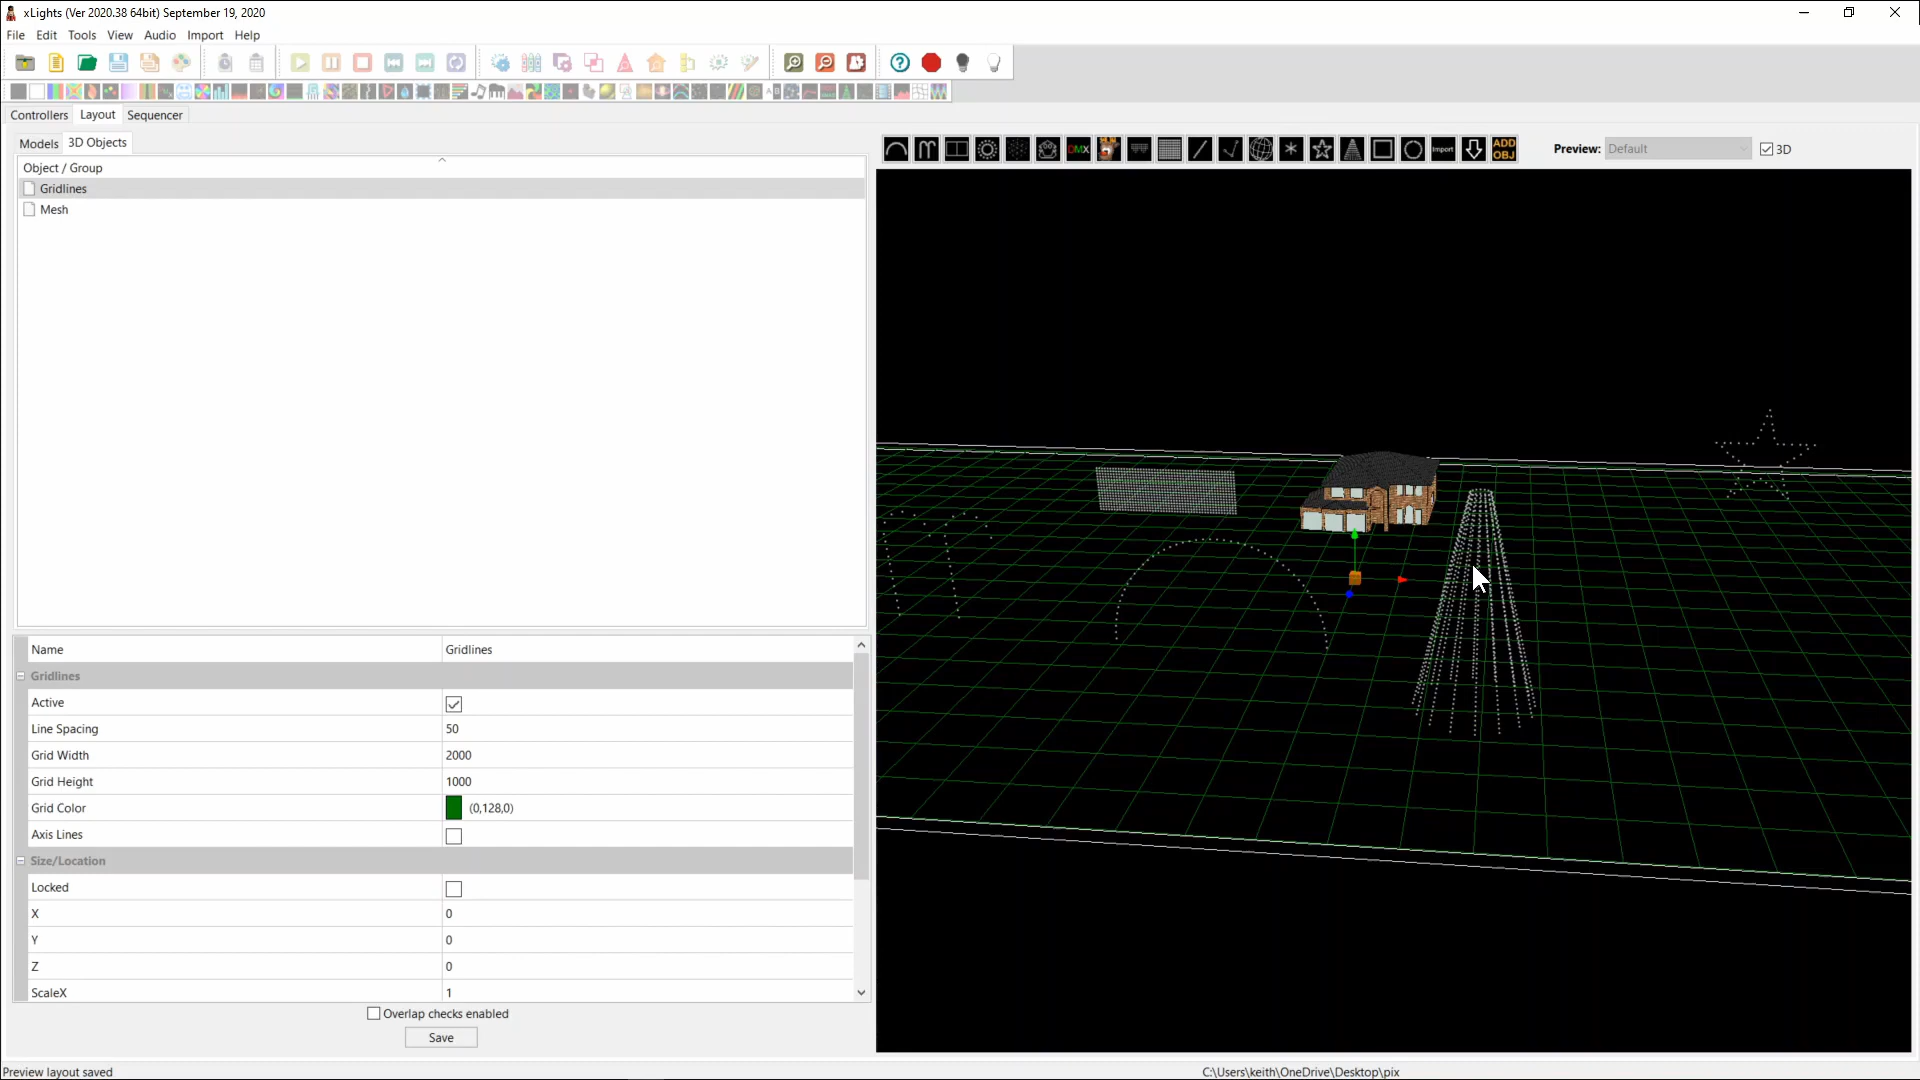 xLights (Ver 2020.38 64bit) September 19, 2020
File Edit Tools View Audio Import Help
Controllers Layout Sequencer
Models 3D Objects
DMX
Import
ADD OBJ
Preview: Default 3D
Object / Group
Gridlines
Mesh
Name Gridlines
Gridlines
Active
Line Spacing 50
Grid Width 2000
Grid Height 1000
Grid Color (0,128,0)
Axis Lines
Size/Location
Locked
X 0
Y 0
Z 0
ScaleX 1
Overlap checks enabled
Save
Preview layout saved C:\Users\keith\OneDrive\Desktop\pix